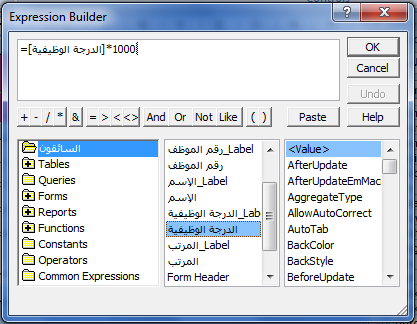 Expression Builder
=[الدرجة الوظيفية]*1000
OK
Cancel
Undo
Help
+ - / * & = > < <> And Or Not Like ( ) Paste
السائقون
Tables
Queries
Forms
Reports
Functions
Constants
Operators
Common Expressions
رقم الموظف_Label
رقم الموظف
الإسم_Label
الإسم
الدرجة الوظيفية_Lab
الدرجة الوظيفية
المرتب_Label
المرتب
Form Header
<Value>
AfterUpdate
AfterUpdateEmMac
AggregateType
AllowAutoCorrect
AutoTab
BackColor
BackStyle
BeforeUpdate